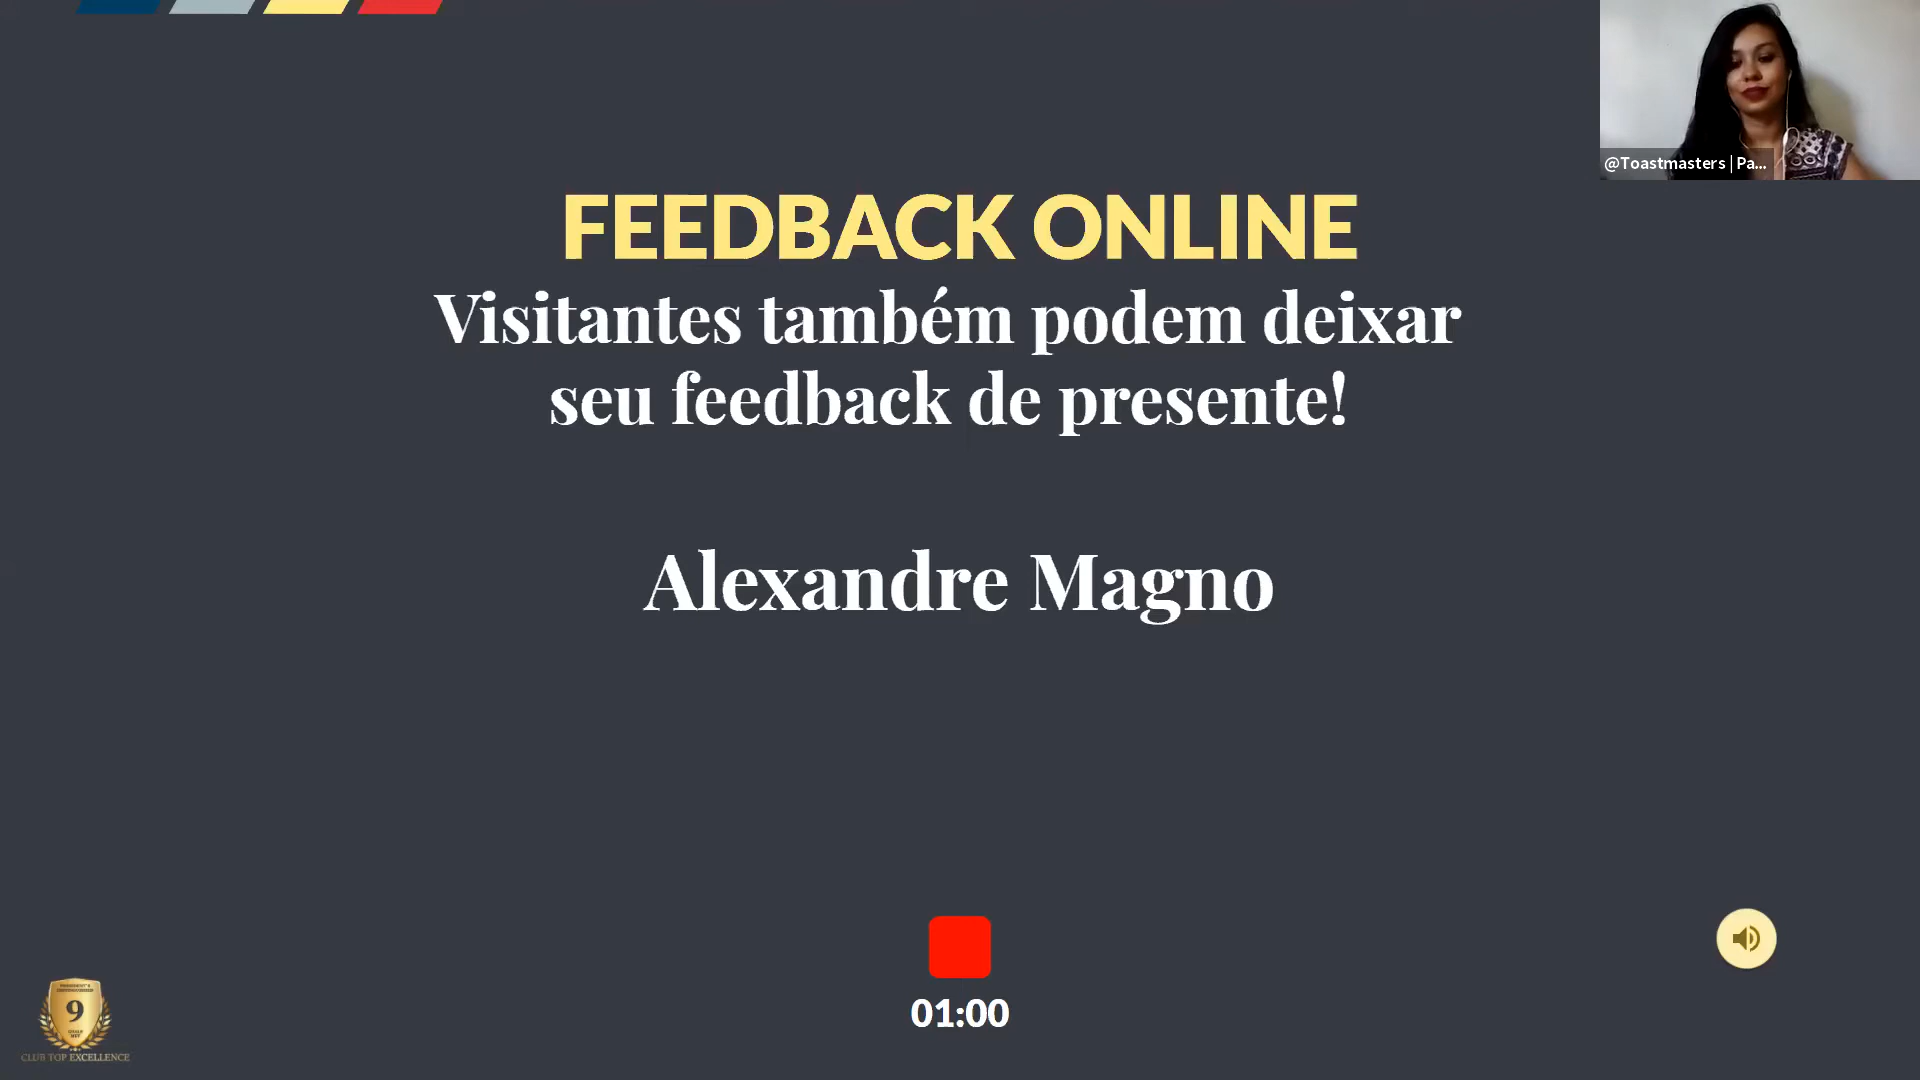 @Toastmasters | Pa...
FEEDBACK ONLINE
Visitantes também podem deixar
seu feedback de presente!
Alexandre Magno
01:00
9
CLUB TOP EXCELLENCE